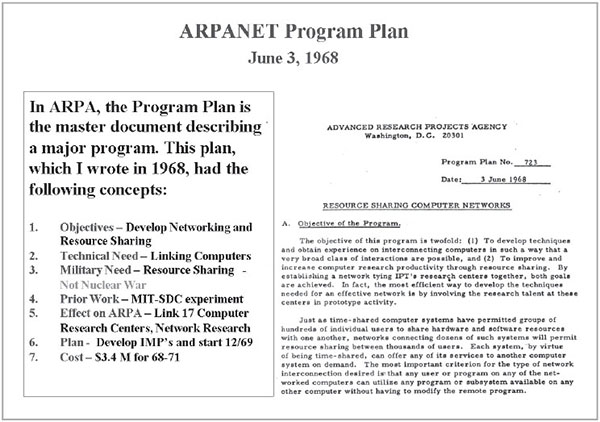 ARPANET Program Plan
June 3, 1968
In ARPA, the Program Plan is
the master document describing
a major program. This plan,
which I wrote in 1968, had the
following concepts:
1. Objectives – Develop Networking and
Resource Sharing
2. Technical Need – Linking Computers
3. Military Need – Resource Sharing -
Not Nuclear War
4. Prior Work – MIT-SDC experiment
5. Effect on ARPA – Link 17 Computer
Research Centers, Network Research
6. Plan - Develop IMP's and start 12/69
7. Cost – $3.4 M for 68-71
ADVANCED RESEARCH PROJECTS AGENCY
Washington, D.C. 20301
Program Plan No. 723
Date: 3 June 1968
RESOURCE SHARING COMPUTER NETWORKS
A. Objective of the Program.
The objective of this program is twofold: (1) To develop techniques
and obtain experience on interconnecting computers in such a way that a
very broad class of interactions are possible, and (2) To improve and
increase computer research productivity through resource sharing. By
establishing a network tying IPT's research centers together, both goals
are achieved. In fact, the most efficient way to develop the techniques
needed for an effective network is by involving the research talent at these
centers in prototype activity.
Just as time-shared computer systems have permitted groups of
hundreds of individual users to share hardware and software resources
with one another, networks connecting dozens of such systems will permit
resource sharing between thousands of users. Each system, by virtue
of being time-shared, can offer any of its services to another computer
system on demand. The most important criterion for the type of network
interconnection desired is that any user or program on any of the net-
worked computers can utilize any program or subsystem available on any
other computer without having to modify the remote program.